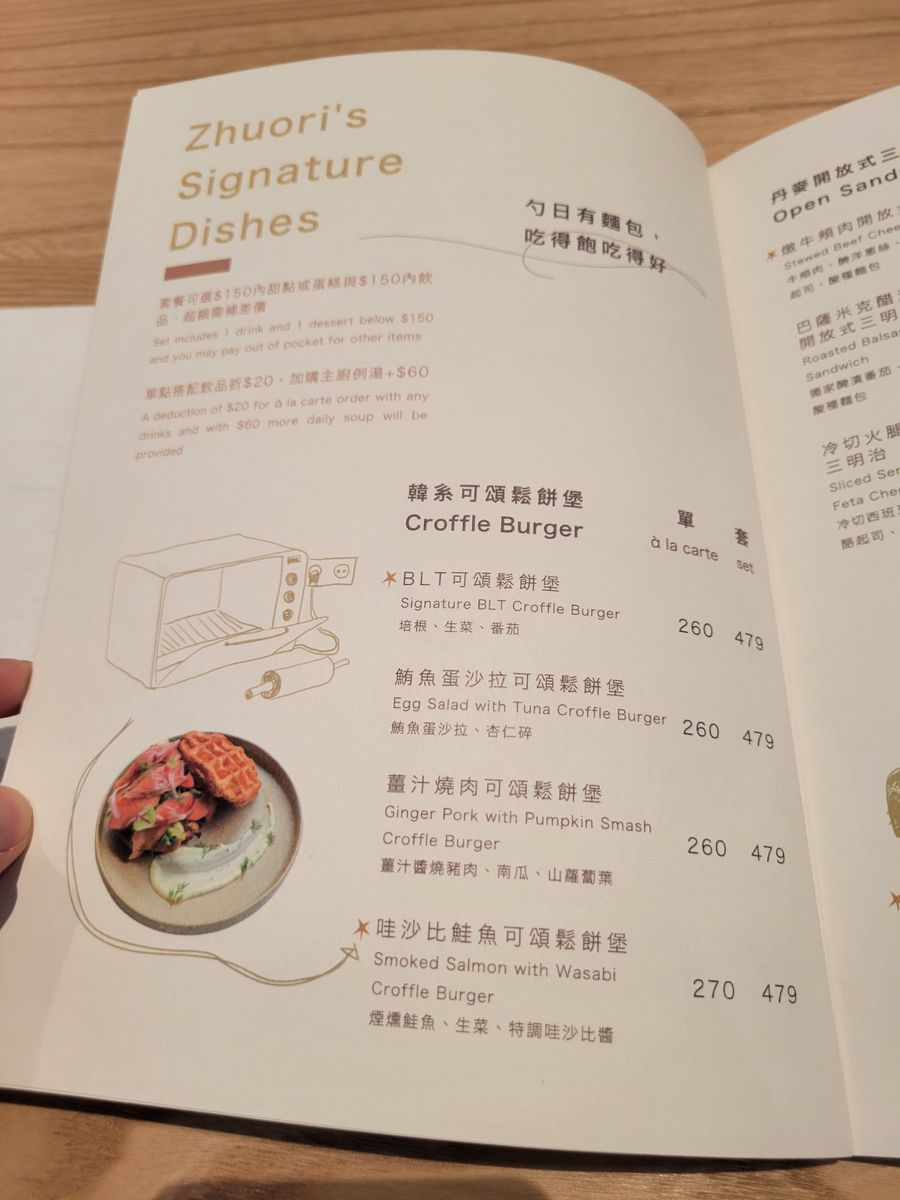 Zhuori's
Signature
Dishes
勺日有麵包，
吃得飽吃得好
套餐可選$150內甜點或蛋糕與$150內飲
品，超額需補差價
Set includes 1 drink and 1 dessert below $150
and you may pay out of pocket for other items
單點搭配飲品折$20、加購主廚例湯+$60
A deduction of $20 for à la carte order with any
drinks and with $60 more daily soup will be
provided
韓系可頌鬆餅堡
Croffle Burger
單 套
à la carte set
BLT可頌鬆餅堡
Signature BLT Croffle Burger
培根、生菜、番茄
260 479
鮪魚蛋沙拉可頌鬆餅堡
Egg Salad with Tuna Croffle Burger
鮪魚蛋沙拉、杏仁碎
260 479
薑汁燒肉可頌鬆餅堡
Ginger Pork with Pumpkin Smash
Croffle Burger
薑汁醬燒豬肉、南瓜、山蘿蔔葉
260 479
哇沙比鮭魚可頌鬆餅堡
Smoked Salmon with Wasabi
Croffle Burger
煙燻鮭魚、生菜、特調哇沙比醬
270 479
丹麥開放式三
Open Sand
燉牛頰肉開放
Stewed Beef Chee
牛頰肉、醃洋蔥絲、
起司、酸種麵包
巴薩米克醋
開放式三明
Roasted Balsa
Sandwich
獨家醃漬番茄、
酸種麵包
冷切火腿
三明治
Sliced Ser
Feta Chee
冷切西班
酪起司、